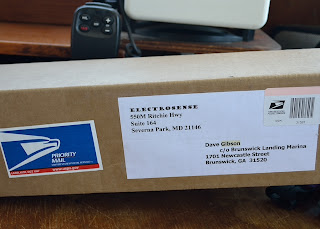 ELECTROSENSE
550M Ritchie Hwy
Suite 164
Severna Park, MD 21146
Dave Gibson
c/o Brunswick Landing Marina
1701 Newcastle Street
Brunswick, GA 31520
PRIORITY
MAIL